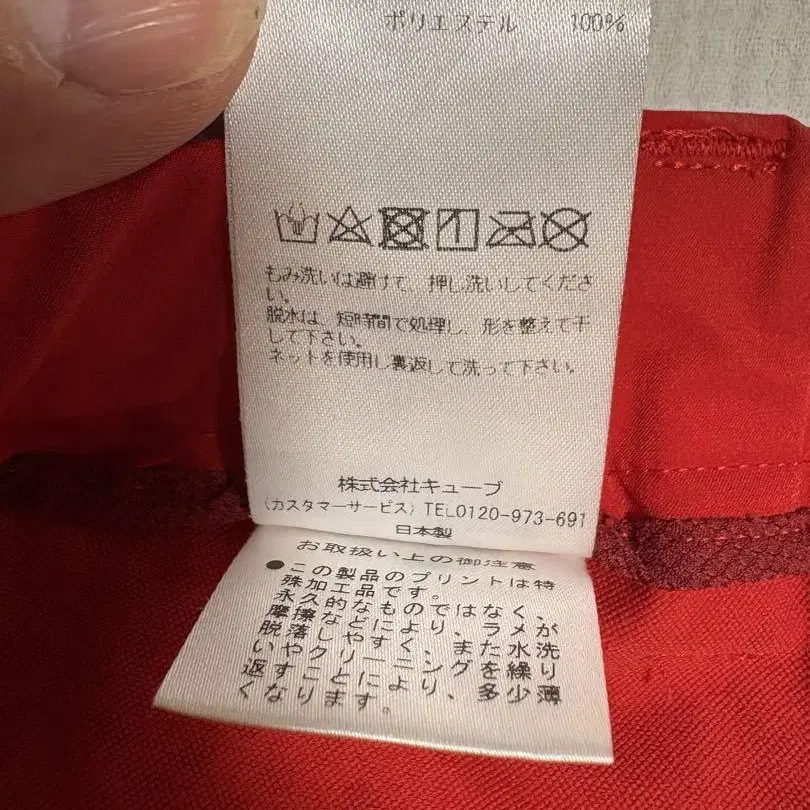 ポリエステル 100%
もみ洗いは避けて、押し洗いしてくださ
い。
脱水は、短時間で処理し、形を整えて干
して下さい。
ネットを使用し裏返して洗って下さい。
株式会社キューブ
(カスタマーサービス) TEL0120-973-691
日本製
お取扱い上の御注意
●この製品のプリントは特
殊加工品です。
永久的なものではなく、
摩擦などにより、ラメが
脱落しやすく、また水洗
いやクリーニングを繰り
返すことにより、多少薄
くなります。